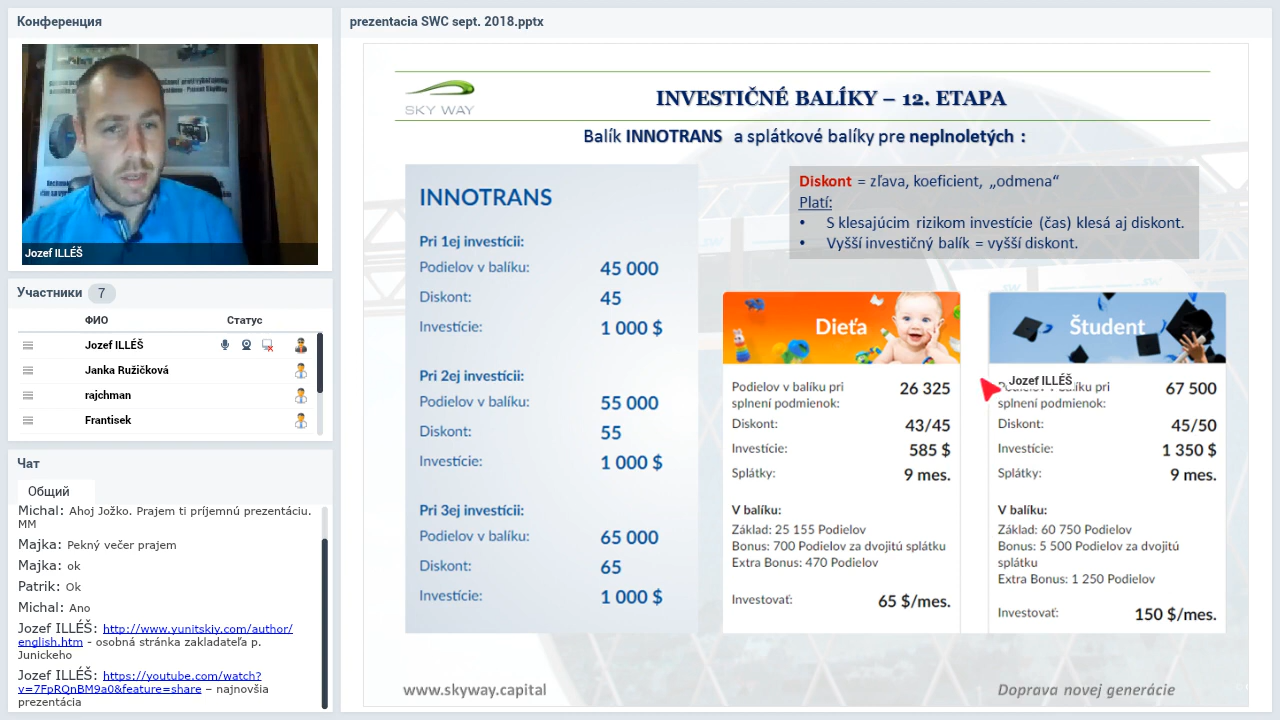 Конференция
Jozef ILLÉŠ
Участники 7
ФИО Статус
Jozef ILLÉŠ
Janka Ružičková
rajchman
Frantisek
Чат
Общий
Michal: Ahoj Jožko. Prajem ti príjemnú prezentáciu.
MM
Majka: Pekný večer prajem
Majka: ok
Patrik: Ok
Michal: Ano
Jozef ILLÉŠ: http://www.yunitskiy.com/author/
english.htm - osobná stránka zakladateľa p.
Junickeho
Jozef ILLÉŠ: https://youtube.com/watch?
v=7FpRQnBM9a0&feature=share – najnovšia
prezentácia
prezentacia SWC sept. 2018.pptx
SKY WAY
INVESTIČNÉ BALÍKY – 12. ETAPA
Balík INNOTRANS a splátkové balíky pre neplnoletých :
INNOTRANS
Pri 1ej investícii:
Podielov v balíku: 45 000
Diskont: 45
Investície: 1 000 $
Pri 2ej investícii:
Podielov v balíku: 55 000
Diskont: 55
Investície: 1 000 $
Pri 3ej investícii:
Podielov v balíku: 65 000
Diskont: 65
Investície: 1 000 $
Diskont = zľava, koeficient, „odmena“
Platí:
• S klesajúcim rizikom investície (čas) klesá aj diskont.
• Vyšší investičný balík = vyšší diskont.
Dieťa
Podielov v balíku pri 26 325
splnení podmienok:
Diskont: 43/45
Investície: 585 $
Splátky: 9 mes.
V balíku:
Základ: 25 155 Podielov
Bonus: 700 Podielov za dvojitú splátku
Extra Bonus: 470 Podielov
Investovať: 65 $/mes.
Študent
Jozef ILLÉŠ
Podielov v balíku pri 67 500
splnení podmienok:
Diskont: 45/50
Investície: 1 350 $
Splátky: 9 mes.
V balíku:
Základ: 60 750 Podielov
Bonus: 5 500 Podielov za dvojitú
splátku
Extra Bonus: 1 250 Podielov
Investovať: 150 $/mes.
www.skyway.capital
Doprava novej generácie